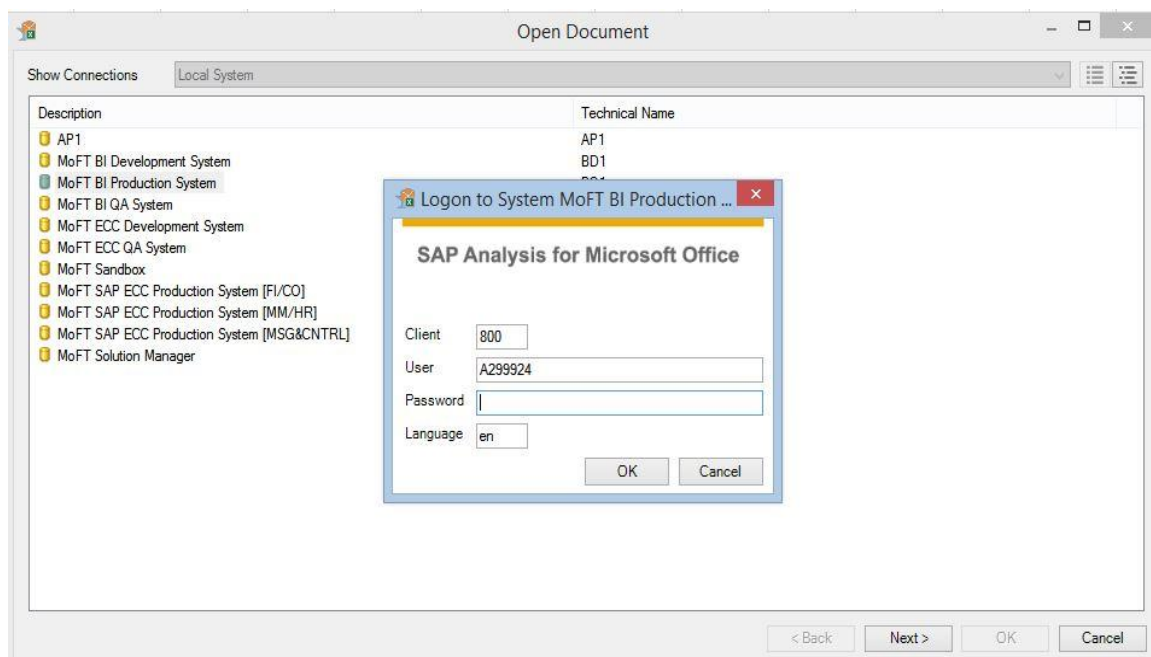 Open Document
Show Connections Local System
Description Technical Name
AP1 AP1
MoFT BI Development System BD1
MoFT BI Production System
MoFT BI QA System
MoFT ECC Development System
MoFT ECC QA System
MoFT Sandbox
MoFT SAP ECC Production System [FI/CO]
MoFT SAP ECC Production System [MM/HR]
MoFT SAP ECC Production System [MSG&CNTRL]
MoFT Solution Manager
Logon to System MoFT BI Production ...
SAP Analysis for Microsoft Office
Client 800
User A299924
Password
Language en
OK Cancel
< Back Next > OK Cancel